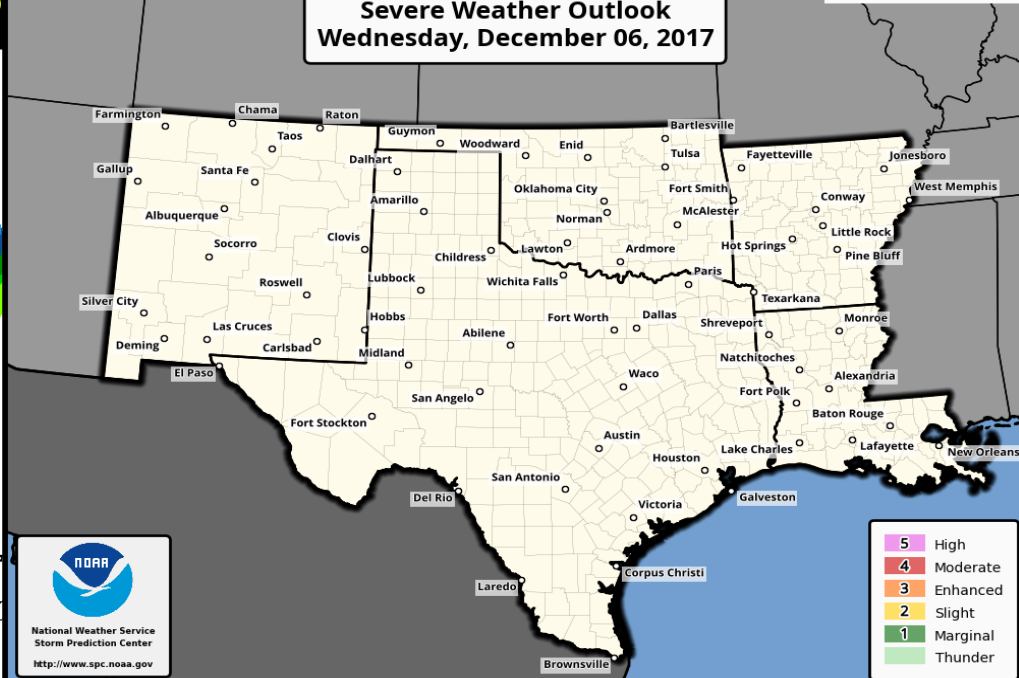 Severe Weather Outlook
Wednesday, December 06, 2017
Farmington
Chama
Raton
Taos
Guymon
Woodward
Enid
Bartlesville
Tulsa
Fayetteville
Jonesboro
Gallup
Santa Fe
Dalhart
Amarillo
Oklahoma City
Fort Smith
West Memphis
Conway
Albuquerque
Norman
McAlester
Little Rock
Socorro
Clovis
Childress
Lawton
Ardmore
Hot Springs
Pine Bluff
Roswell
Lubbock
Wichita Falls
Paris
Texarkana
Silver City
Las Cruces
Hobbs
Abilene
Fort Worth
Dallas
Shreveport
Monroe
Deming
Carlsbad
Midland
Natchitoches
El Paso
San Angelo
Waco
Fort Polk
Alexandria
Fort Stockton
Austin
Baton Rouge
Houston
Lake Charles
Lafayette
New Orleans
Del Rio
San Antonio
Galveston
Victoria
Laredo
Corpus Christi
Brownsville
NOAA
National Weather Service
Storm Prediction Center
http://www.spc.noaa.gov
5 High
4 Moderate
3 Enhanced
2 Slight
1 Marginal
Thunder